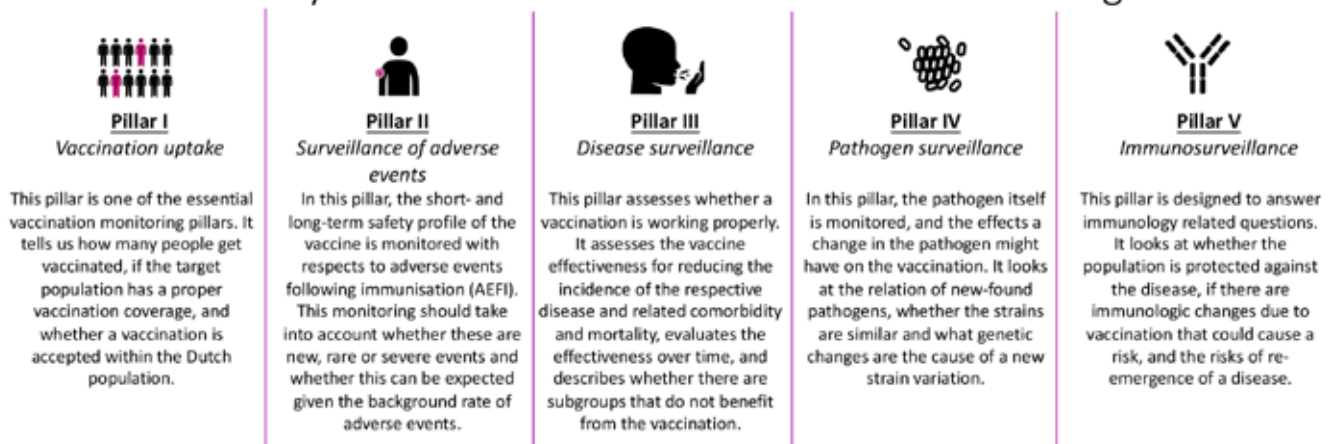 Pillar I
Vaccination uptake
This pillar is one of the essential
vaccination monitoring pillars. It
tells us how many people get
vaccinated, if the target
population has a proper
vaccination coverage, and
whether a vaccination is
accepted within the Dutch
population.
Pillar II
Surveillance of adverse
events
In this pillar, the short- and
long-term safety profile of the
vaccine is monitored with
respects to adverse events
following immunisation (AEFI).
This monitoring should take
into account whether these are
new, rare or severe events and
whether this can be expected
given the background rate of
adverse events.
Pillar III
Disease surveillance
This pillar assesses whether a
vaccination is working properly.
It assesses the vaccine
effectiveness for reducing the
incidence of the respective
disease and related comorbidity
and mortality, evaluates the
effectiveness over time, and
describes whether there are
subgroups that do not benefit
from the vaccination.
Pillar IV
Pathogen surveillance
In this pillar, the pathogen itself
is monitored, and the effects a
change in the pathogen might
have on the vaccination. It looks
at the relation of new-found
pathogens, whether the strains
are similar and what genetic
changes are the cause of a new
strain variation.
Pillar V
Immunosurveillance
This pillar is designed to answer
immunology related questions.
It looks at whether the
population is protected against
the disease, if there are
immunologic changes due to
vaccination that could cause a
risk, and the risks of re-
emergence of a disease.